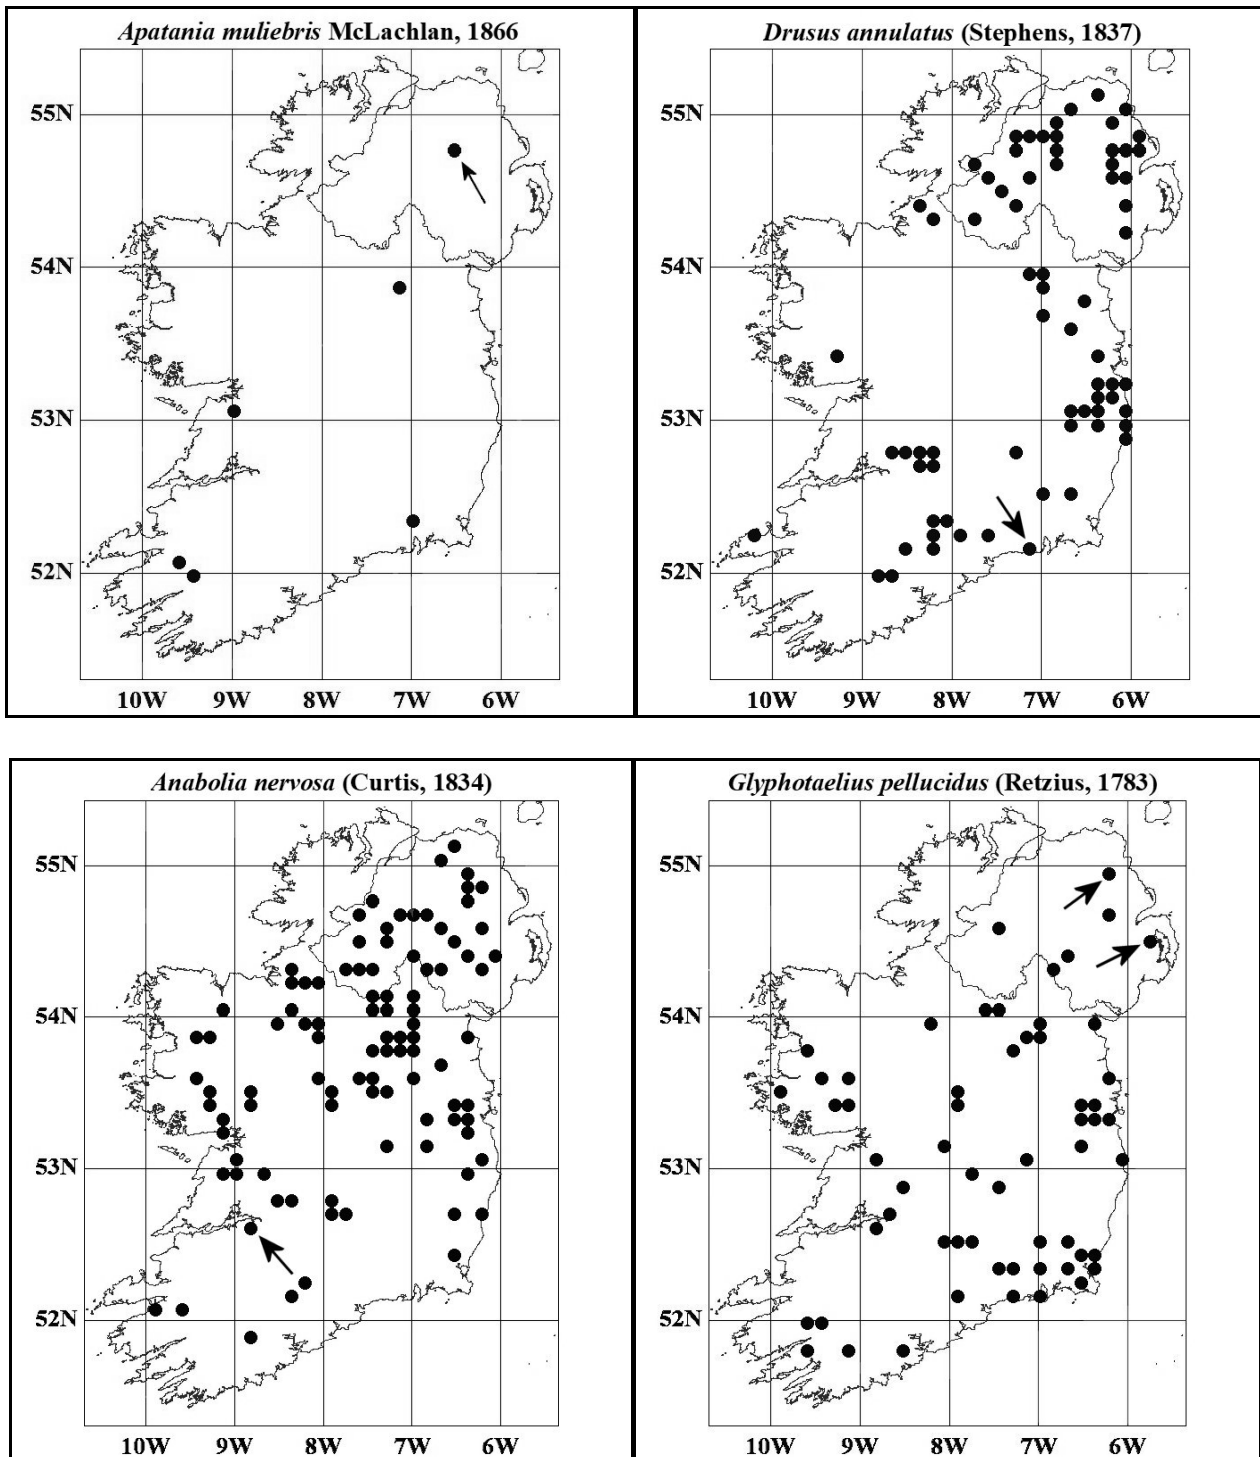 Apatania muliebris McLachlan, 1866
55N
54N
53N
52N
10W 9W 8W 7W 6W
Drusus annulatus (Stephens, 1837)
55N
54N
53N
52N
10W 9W 8W 7W 6W
Anabolia nervosa (Curtis, 1834)
55N
54N
53N
52N
10W 9W 8W 7W 6W
Glyphotaelius pellucidus (Retzius, 1783)
55N
54N
53N
52N
10W 9W 8W 7W 6W